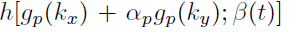 h[g_p(k_x) + α_p g_p(k_y); β(t)]